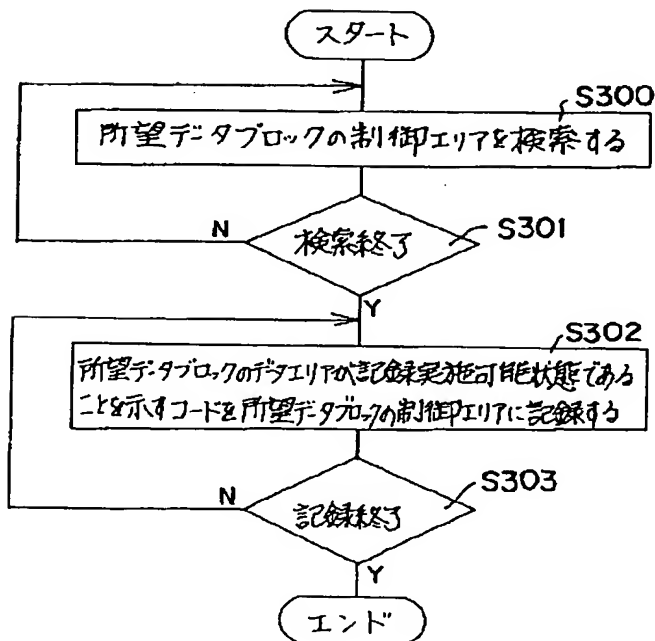 スタート
S300
所望データブロックの制御エリアを検索する
N
検索終了
S301
Y
S302
所望データブロックのデータエリアが記録実施可能状態である
ことを示すコードを所望データブロックの制御エリアに記録する
N
記録終了
S303
Y
エンド